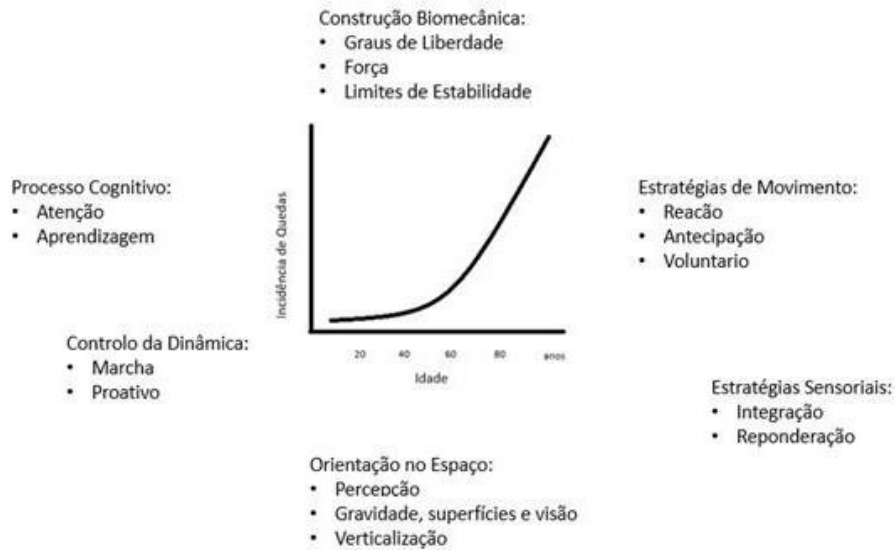 Construção Biomecânica:
• Graus de Liberdade
• Força
• Limites de Estabilidade
Processo Cognitivo:
• Atenção
• Aprendizagem
Estratégias de Movimento:
• Reacão
• Antecipação
• Voluntario
Incidência de Quedas
20 40 60 80 anos
Idade
Controlo da Dinâmica:
• Marcha
• Proativo
Estratégias Sensoriais:
• Integração
• Reponderação
Orientação no Espaço:
• Percepcão
• Gravidade, superfícies e visão
• Verticalização